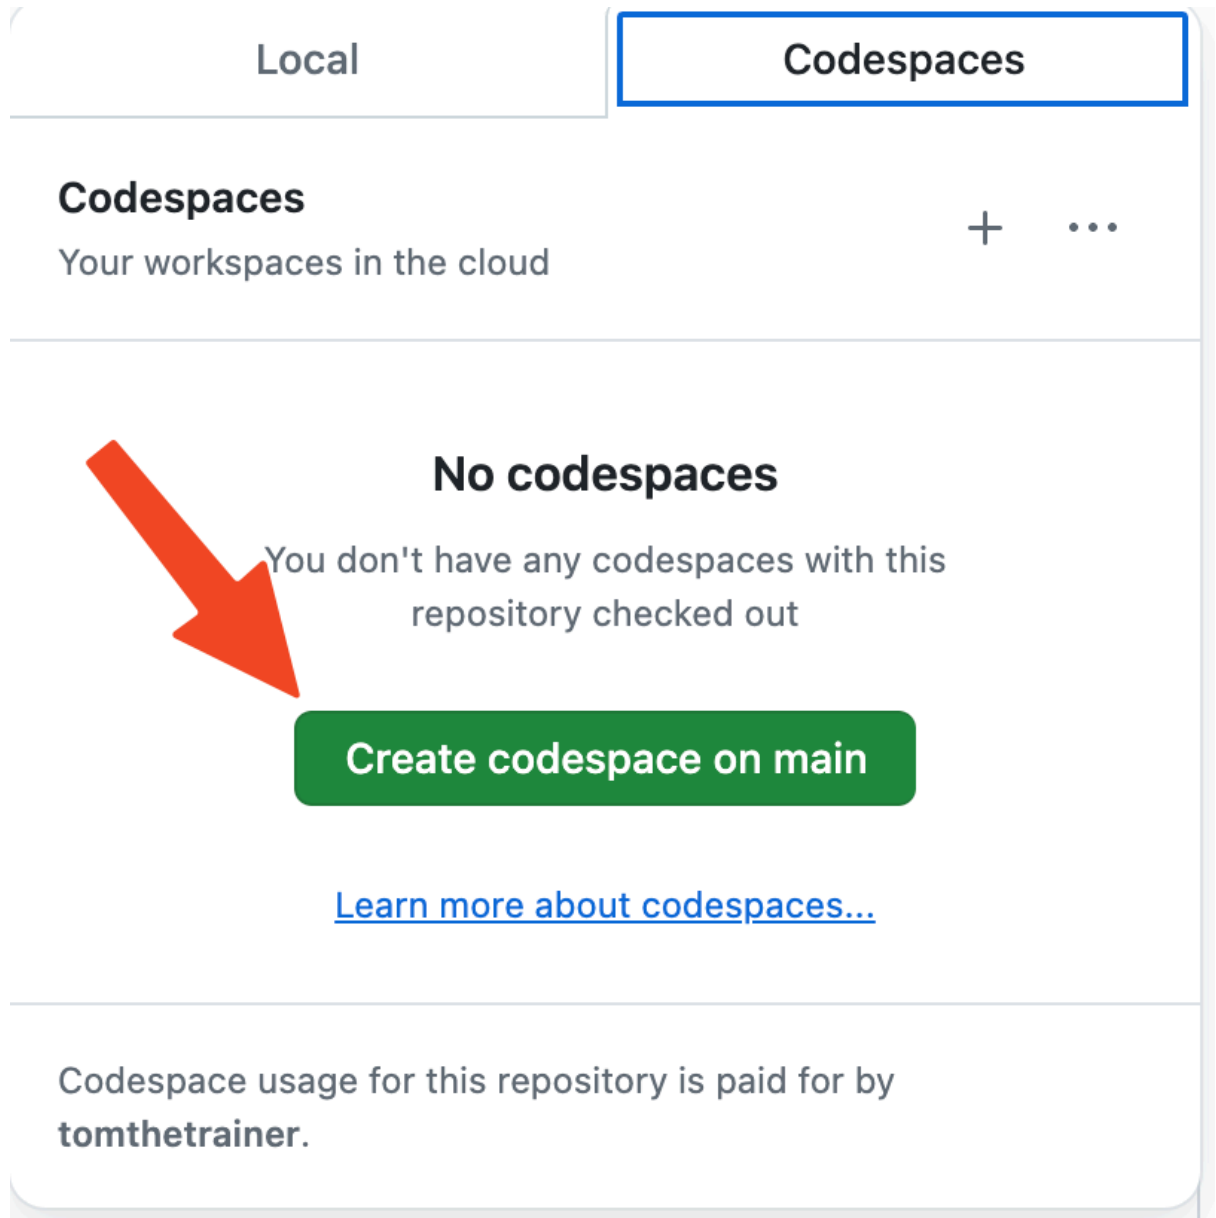 Local
Codespaces
Codespaces
Your workspaces in the cloud
No codespaces
You don't have any codespaces with this
repository checked out
Create codespace on main
Learn more about codespaces...
Codespace usage for this repository is paid for by
tomthetrainer.